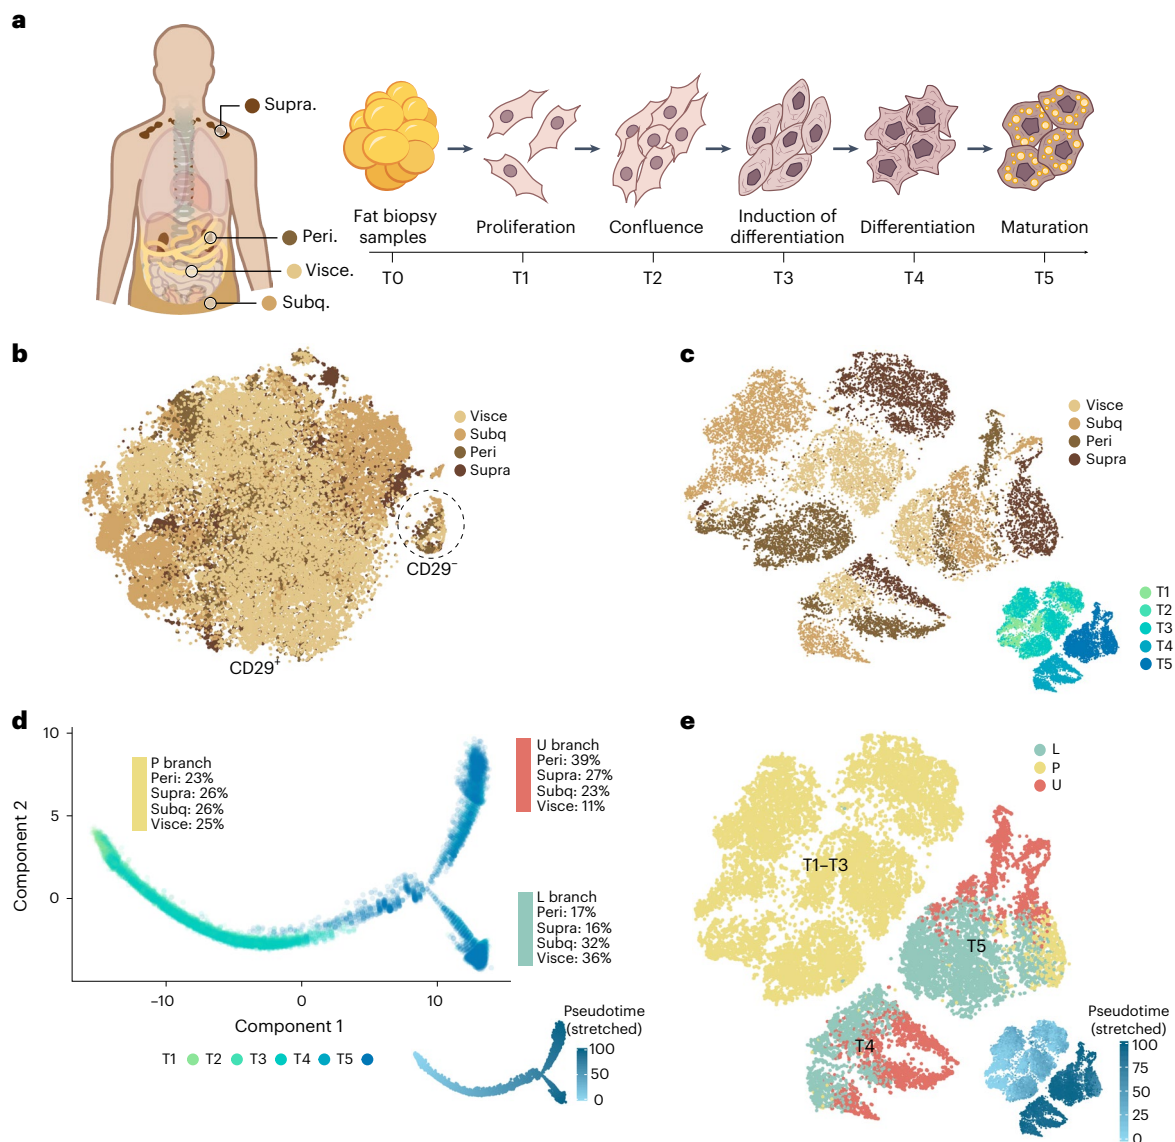 a
Supra.
Peri.
Visce.
Subq.
Fat biopsy
samples
Proliferation
Confluence
Induction of
differentiation
Differentiation
Maturation
T0
T1
T2
T3
T4
T5
b
Visce
Subq
Peri
Supra
CD29⁻
CD29⁺
c
Visce
Subq
Peri
Supra
T1
T2
T3
T4
T5
d
10
5
0
Component 2
P branch
Peri: 23%
Supra: 26%
Subq: 26%
Visce: 25%
U branch
Peri: 39%
Supra: 27%
Subq: 23%
Visce: 11%
L branch
Peri: 17%
Supra: 16%
Subq: 32%
Visce: 36%
–10
0
10
Component 1
T1 T2 T3 T4 T5
Pseudotime
(stretched)
100
50
0
e
L
P
U
T1–T3
T5
T4
Pseudotime
(stretched)
100
75
50
25
0